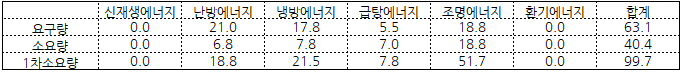 신재생에너지 난방에너지 냉방에너지 급탕에너지 조명에너지 환기에너지 합계
요구량 0.0 21.0 17.8 5.5 18.8 0.0 63.1
소요량 0.0 6.8 7.8 7.0 18.8 0.0 40.4
1차소요량 0.0 18.8 21.5 7.8 51.7 0.0 99.7